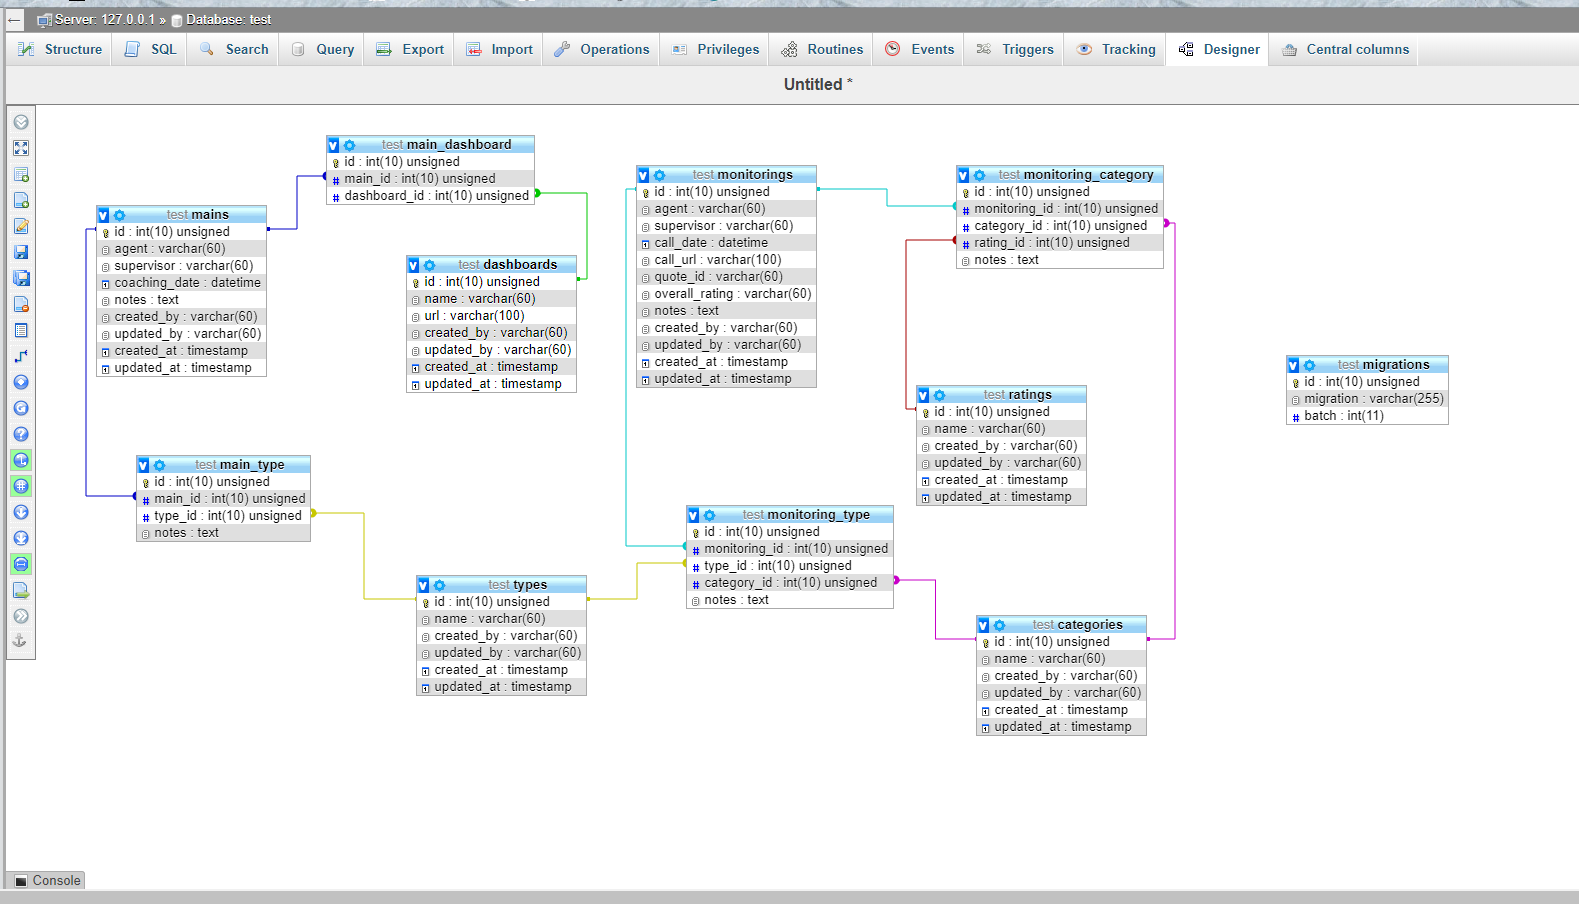 Server: 127.0.0.1 » Database: test
Structure SQL Search Query Export Import Operations Privileges Routines Events Triggers Tracking Designer Central columns
Untitled *
test main_dashboard
id : int(10) unsigned
main_id : int(10) unsigned
dashboard_id : int(10) unsigned
test mains
id : int(10) unsigned
agent : varchar(60)
supervisor : varchar(60)
coaching_date : datetime
notes : text
created_by : varchar(60)
updated_by : varchar(60)
created_at : timestamp
updated_at : timestamp
test dashboards
id : int(10) unsigned
name : varchar(60)
url : varchar(100)
created_by : varchar(60)
updated_by : varchar(60)
created_at : timestamp
updated_at : timestamp
test monitorings
id : int(10) unsigned
agent : varchar(60)
supervisor : varchar(60)
call_date : datetime
call_url : varchar(100)
quote_id : varchar(60)
overall_rating : varchar(60)
notes : text
created_by : varchar(60)
updated_by : varchar(60)
created_at : timestamp
updated_at : timestamp
test monitoring_category
id : int(10) unsigned
monitoring_id : int(10) unsigned
category_id : int(10) unsigned
rating_id : int(10) unsigned
notes : text
test migrations
id : int(10) unsigned
migration : varchar(255)
batch : int(11)
test ratings
id : int(10) unsigned
name : varchar(60)
created_by : varchar(60)
updated_by : varchar(60)
created_at : timestamp
updated_at : timestamp
test main_type
id : int(10) unsigned
main_id : int(10) unsigned
type_id : int(10) unsigned
notes : text
test monitoring_type
id : int(10) unsigned
monitoring_id : int(10) unsigned
type_id : int(10) unsigned
category_id : int(10) unsigned
notes : text
test types
id : int(10) unsigned
name : varchar(60)
created_by : varchar(60)
updated_by : varchar(60)
created_at : timestamp
updated_at : timestamp
test categories
id : int(10) unsigned
name : varchar(60)
created_by : varchar(60)
updated_by : varchar(60)
created_at : timestamp
updated_at : timestamp
Console